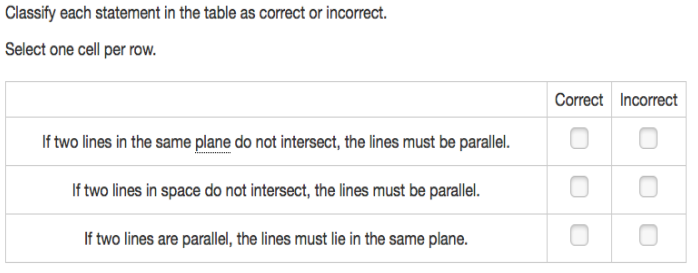 Classify each statement in the table as correct or incorrect.
Select one cell per row.
Correct Incorrect
If two lines in the same plane do not intersect, the lines must be parallel.
If two lines in space do not intersect, the lines must be parallel.
If two lines are parallel, the lines must lie in the same plane.